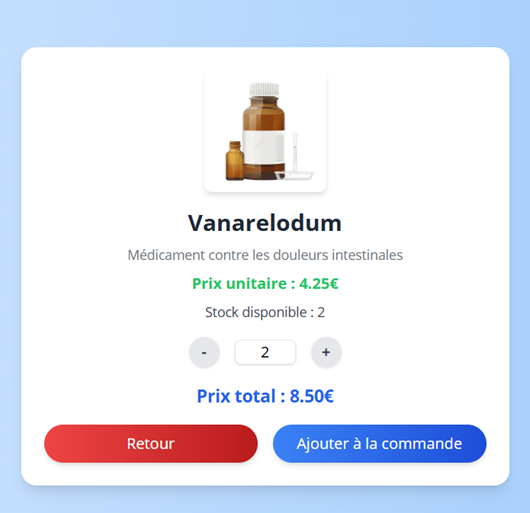 Vanarelodum
Médicament contre les douleurs intestinales
Prix unitaire : 4.25€
Stock disponible : 2
- 2 +
Prix total : 8.50€
Retour Ajouter à la commande